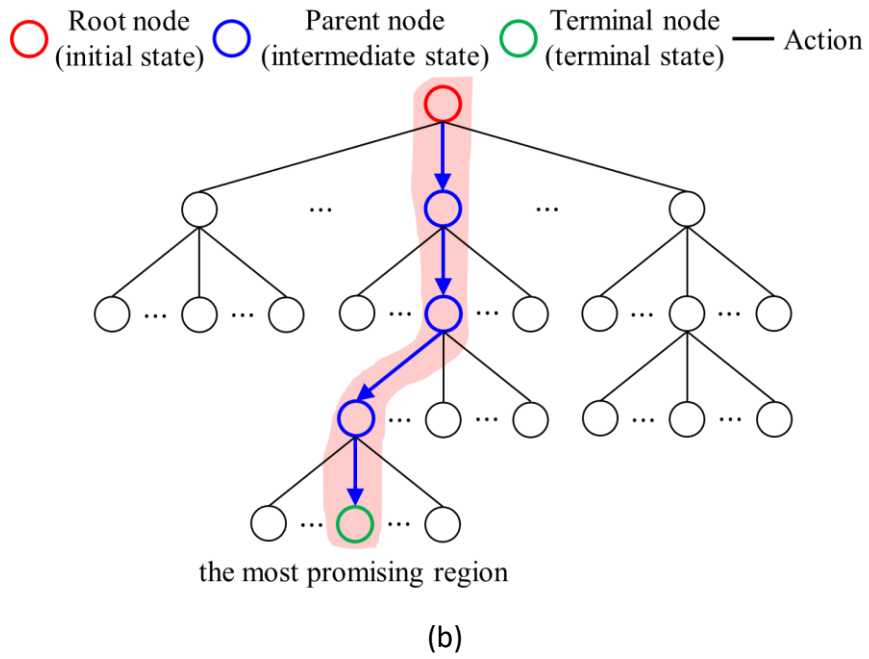 Root node
(initial state)
Parent node
(intermediate state)
Terminal node
(terminal state)
Action
... ...
... ... ... ... ... ...
... ... ... ...
... ...
the most promising region
(b)